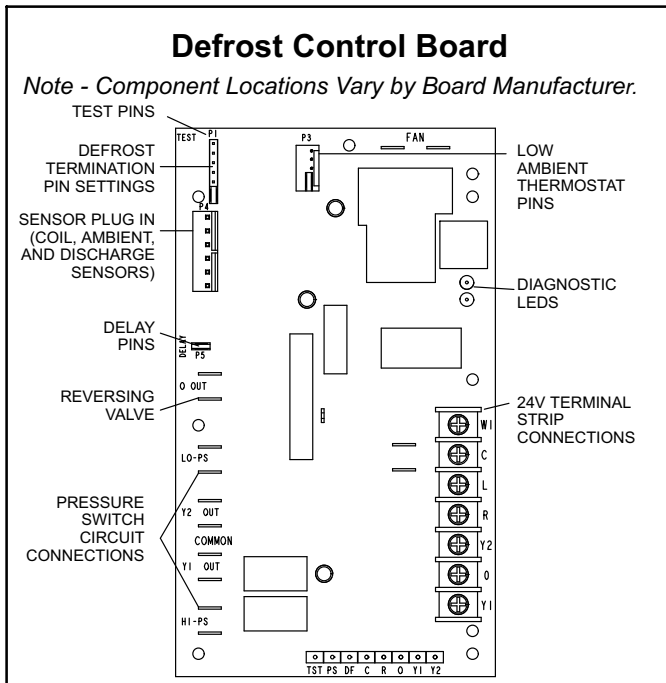 Defrost Control Board
Note - Component Locations Vary by Board Manufacturer.
TEST PINS
TEST P1
DEFROST
TERMINATION
PIN SETTINGS
P4
SENSOR PLUG IN
(COIL, AMBIENT,
AND DISCHARGE
SENSORS)
DELAY
PINS
DELAY
P5
O OUT
REVERSING
VALVE
LO-PS
PRESSURE
SWITCH
CIRCUIT
CONNECTIONS
Y2 OUT
COMMON
Y1 OUT
HI-PS
P3
FAN
LOW
AMBIENT
THERMOSTAT
PINS
DIAGNOSTIC
LEDS
24V TERMINAL
STRIP
CONNECTIONS
W1
C
L
R
Y2
O
Y1
TST PS DF C R O Y1 Y2